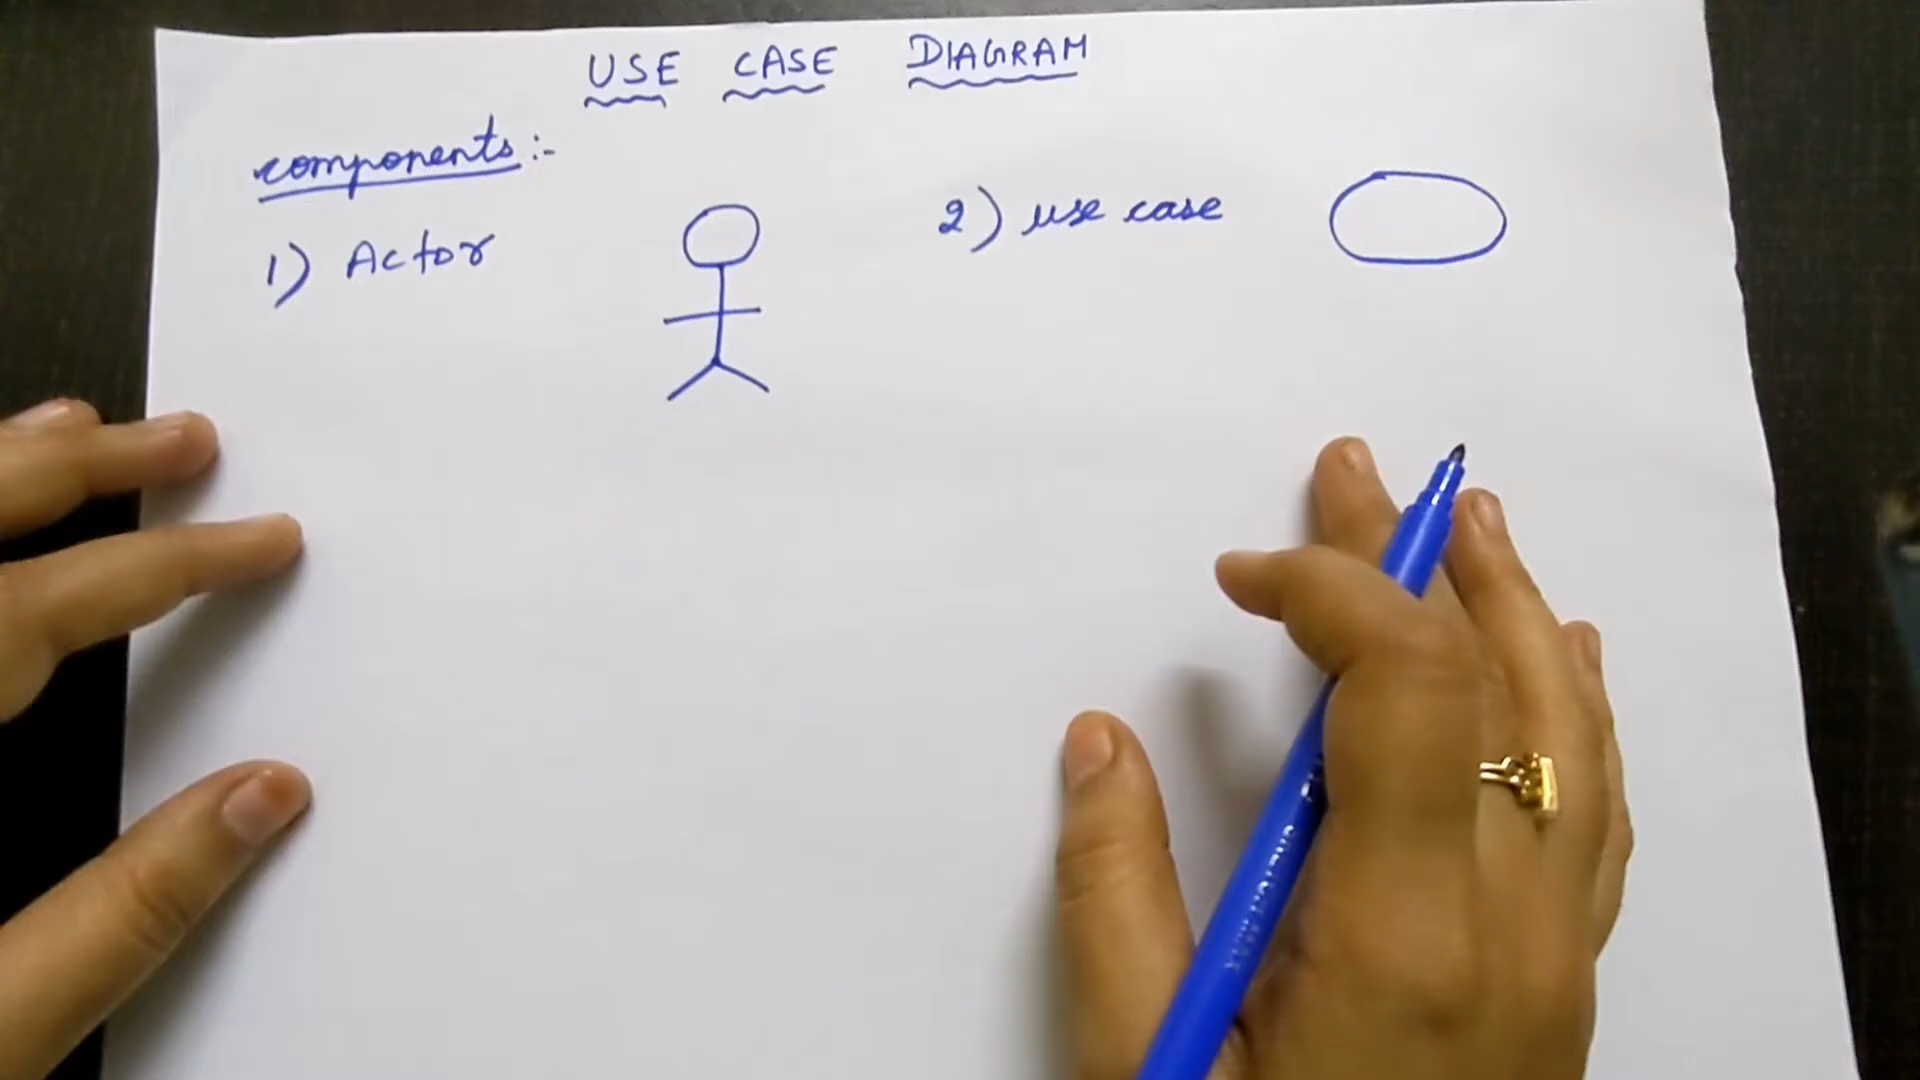 USE CASE DIAGRAM
components :-
1) Actor
2) use case